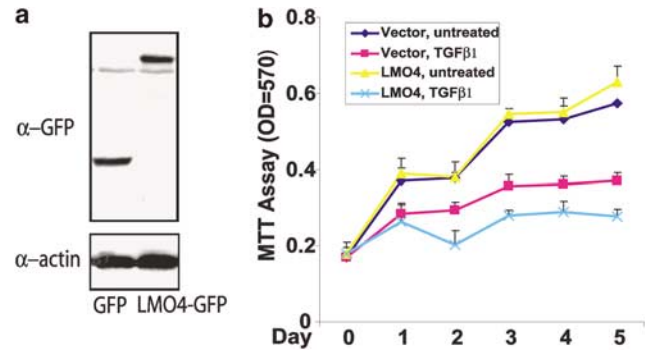 a
α–GFP
α–actin
GFP LMO4-GFP
b
MTT Assay (OD=570)
0.8
0.6
0.4
0.2
0
Vector, untreated
Vector, TGFβ1
LMO4, untreated
LMO4, TGFβ1
Day 0 1 2 3 4 5